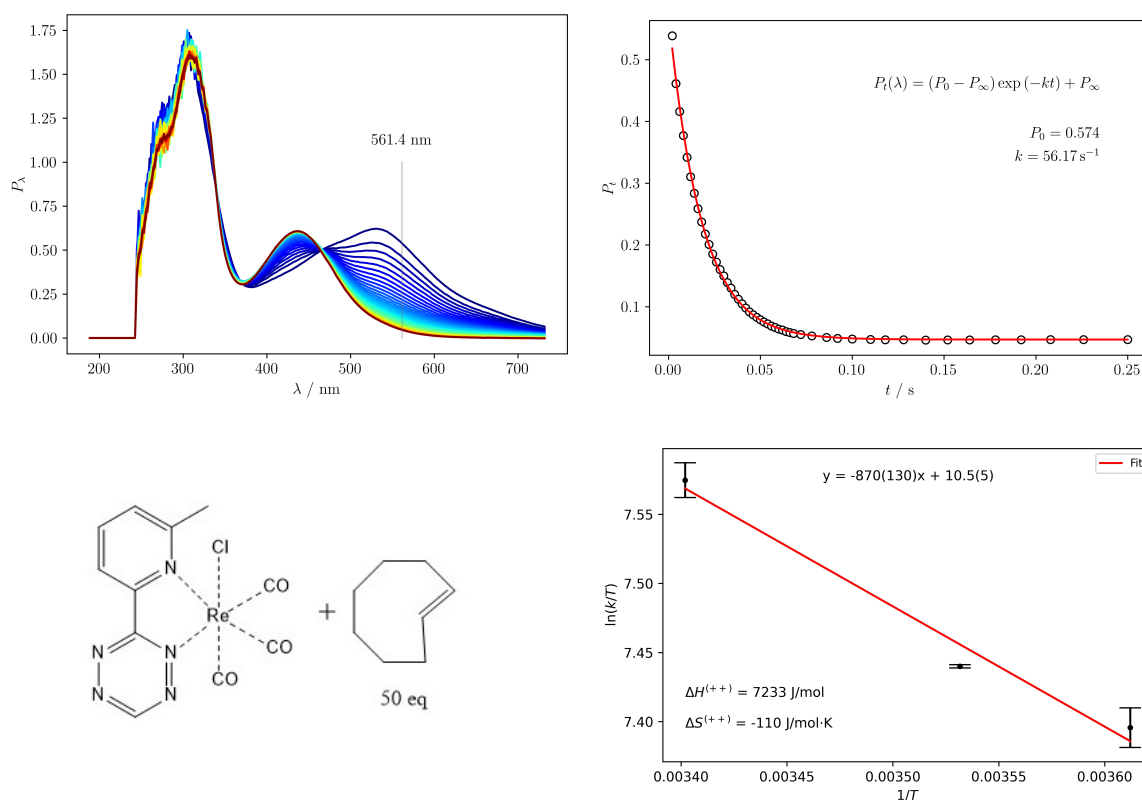 1.75
1.50
1.25
1.00
0.75
0.50
0.25
0.00
P_λ
561.4 nm
200
300
400
500
600
700
λ / nm
0.5
0.4
0.3
0.2
0.1
P_t
P_t(λ) = (P_0 − P_∞) exp (−kt) + P_∞
P_0 = 0.574
k = 56.17 s⁻¹
0.00
0.05
0.10
0.15
0.20
0.25
t / s
N
Cl
CO
Re
N
N
CO
N
N
CO
+
50 eq
7.55
7.50
7.45
7.40
ln(k/T)
y = -870(130)x + 10.5(5)
Fit
ΔH^(++) = 7233 J/mol
ΔS^(++) = -110 J/mol·K
0.00340
0.00345
0.00350
0.00355
0.00360
1/T